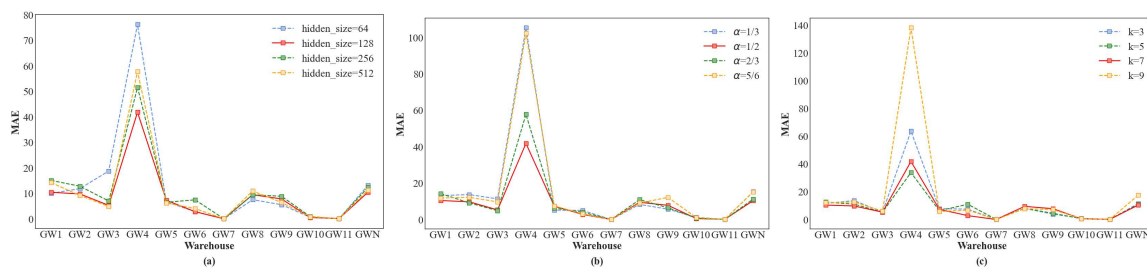 80
70
60
50
40
30
20
10
0
MAE
hidden_size=64
hidden_size=128
hidden_size=256
hidden_size=512
GW1 GW2 GW3 GW4 GW5 GW6 GW7 GW8 GW9 GW10 GW11 GWN
Warehouse
(a)
100
80
60
40
20
0
MAE
α=1/3
α=1/2
α=2/3
α=5/6
GW1 GW2 GW3 GW4 GW5 GW6 GW7 GW8 GW9 GW10 GW11 GWN
Warehouse
(b)
140
120
100
80
60
40
20
0
MAE
k=3
k=5
k=7
k=9
GW1 GW2 GW3 GW4 GW5 GW6 GW7 GW8 GW9 GW10 GW11 GWN
Warehouse
(c)